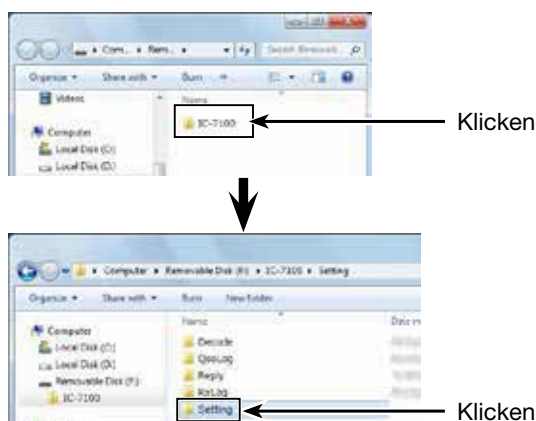 Com... ▸ Rem... ▸
Organize ▾ Share with ▾ Burn
Videos
Name
IC-7100
Klicken
Computer
Local Disk (C:)
Local Disk (D:)
Computer ▸ Removable Disk (F:) ▸ IC-7100 ▸ Setting
Organize ▾ Share with ▾ Burn New folder
Name
Computer
Decode
Local Disk (C:)
QsoLog
Local Disk (D:)
Reply
Removable Disk (F:)
RxLog
IC-7100
Setting
Klicken